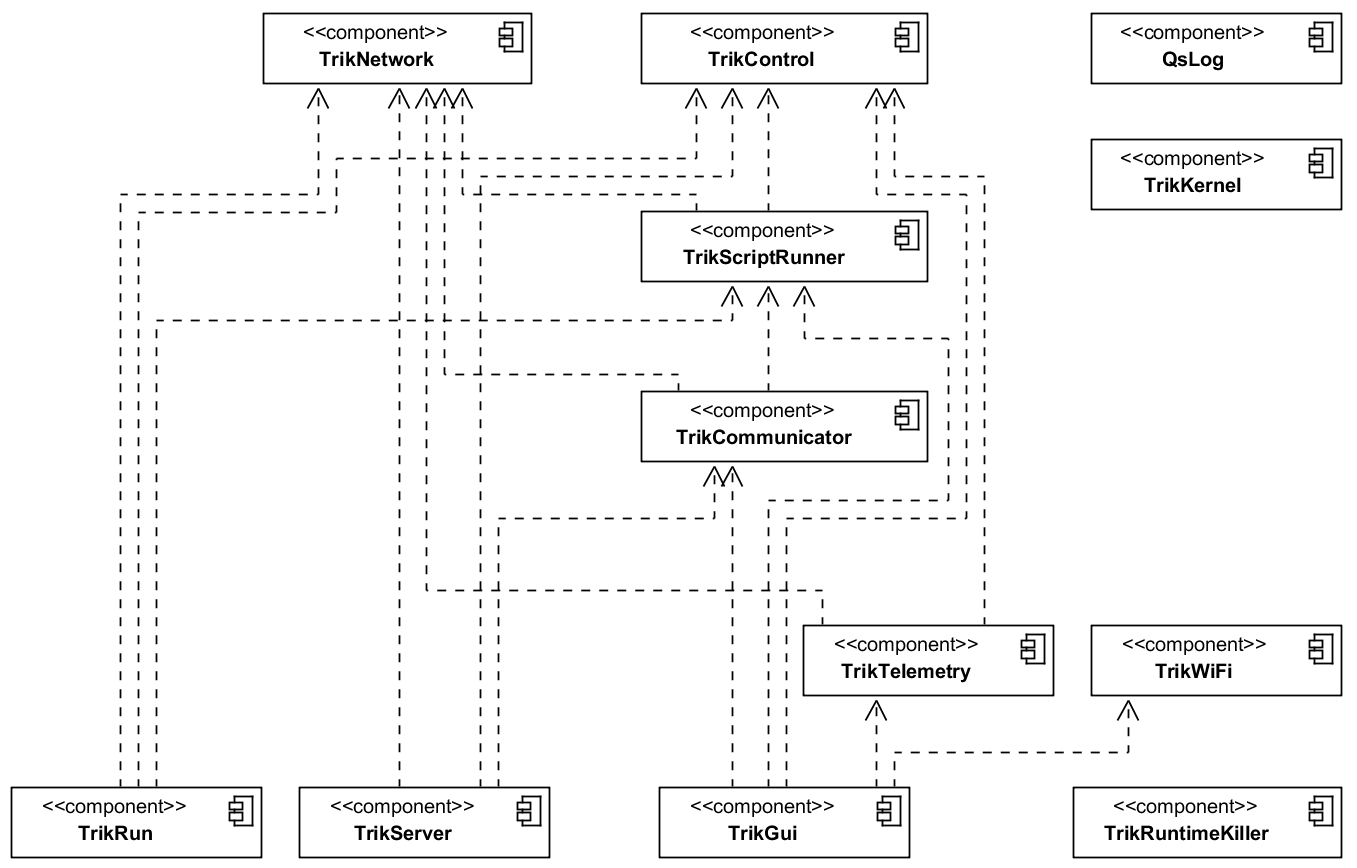 <<component>>
TrikNetwork
<<component>>
TrikControl
<<component>>
QsLog
<<component>>
TrikKernel
<<component>>
TrikScriptRunner
<<component>>
TrikCommunicator
<<component>>
TrikTelemetry
<<component>>
TrikWiFi
<<component>>
TrikRun
<<component>>
TrikServer
<<component>>
TrikGui
<<component>>
TrikRuntimeKiller